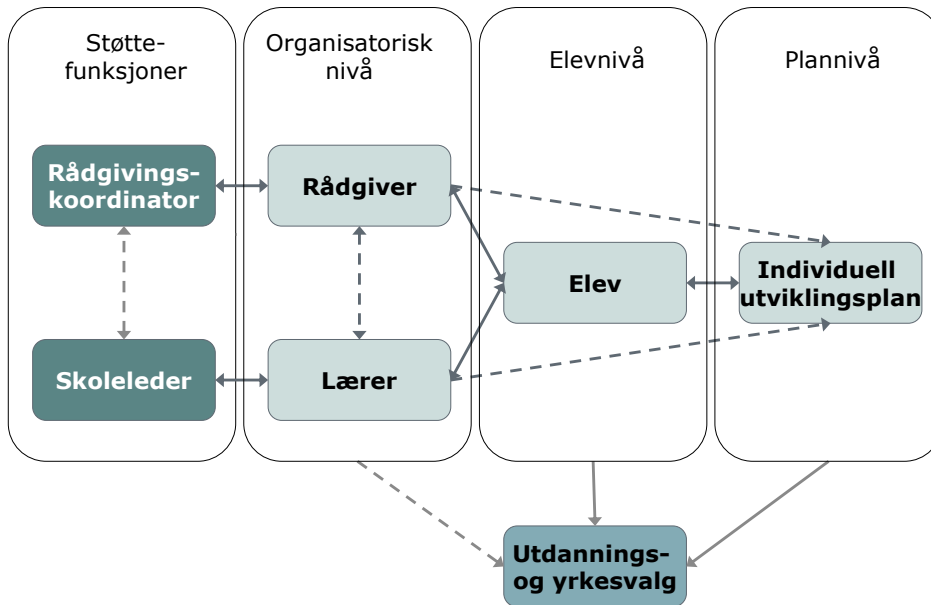 Støtte-
funksjoner
Organisatorisk
nivå
Elevnivå
Plannivå
Rådgivings-
koordinator
Rådgiver
Elev
Individuell
utviklingsplan
Skoleleder
Lærer
Utdannings-
og yrkesvalg